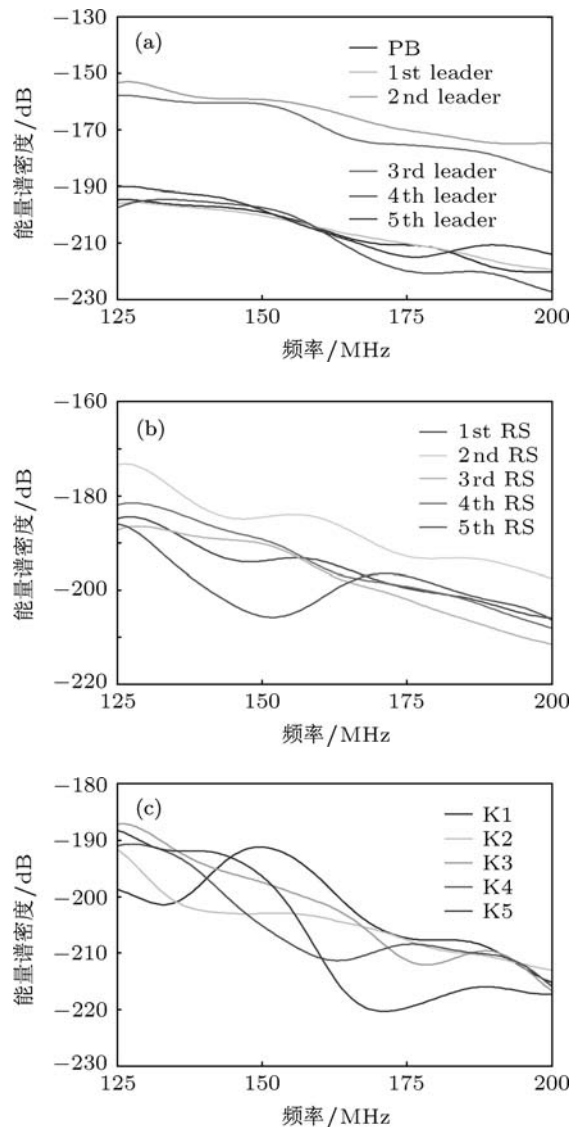 (a)
能量谱密度/dB
−130
−150
−170
−190
−210
−230
PB
1st leader
2nd leader
3rd leader
4th leader
5th leader
125
150
175
200
频率/MHz
(b)
能量谱密度/dB
−160
−180
−200
−220
1st RS
2nd RS
3rd RS
4th RS
5th RS
125
150
175
200
频率/MHz
(c)
能量谱密度/dB
−180
−190
−200
−210
−220
−230
K1
K2
K3
K4
K5
125
150
175
200
频率/MHz